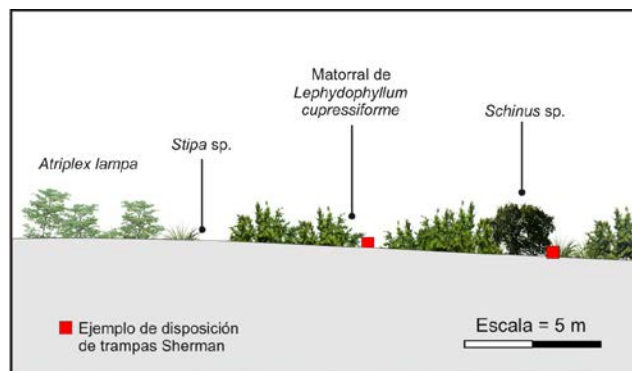 Matorral de
Lephydophyllum
cupressiforme
Schinus sp.
Stipa sp.
Atriplex lampa
Ejemplo de disposición
de trampas Sherman
Escala = 5 m